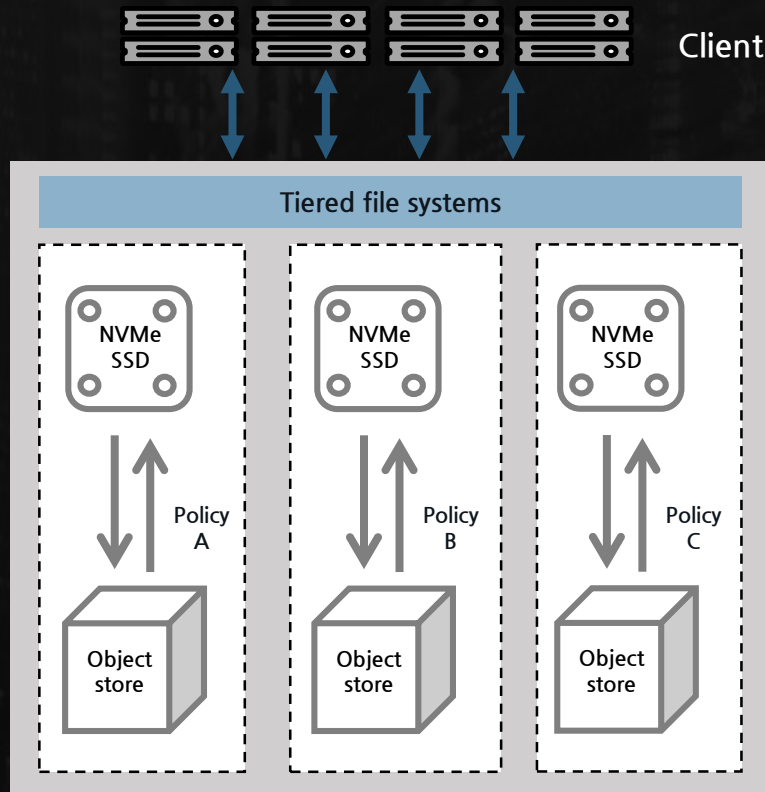 Client
Tiered file systems
NVMe
SSD
Policy
A
Object
store
NVMe
SSD
Policy
B
Object
store
NVMe
SSD
Policy
C
Object
store